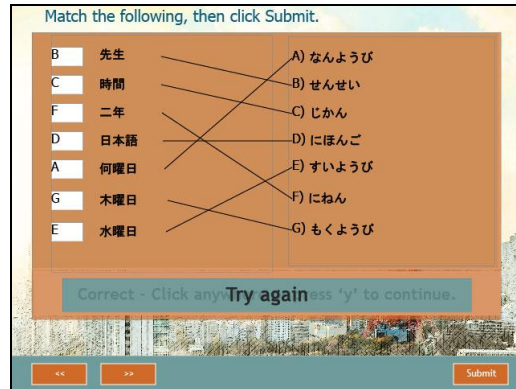 Match the following, then click Submit.
B 先生 A) なんようび
C 時間 B) せんせい
F 二年 C) じかん
D 日本語 D) にほんご
A 何曜日 E) すいようび
G 木曜日 F) にねん
E 水曜日 G) もくようび
Correct - Click anyw Try again ess ‘y’ to continue.
<< >> Submit